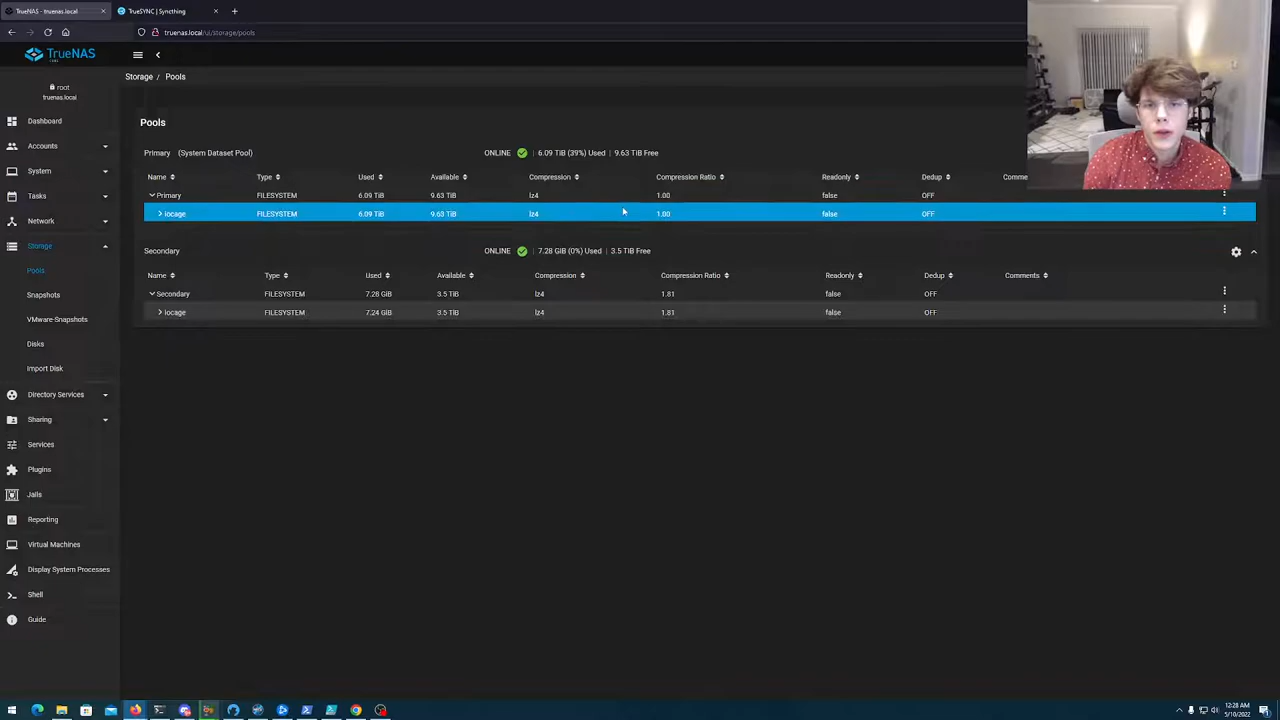 TrueNAS - truenas.local
TrueSYNC | Syncthing
truenas.local/ui/storage/pools
TrueNAS
CORE
root
truenas.local
Dashboard
Accounts
System
Tasks
Network
Storage
Pools
Snapshots
VMware-Snapshots
Disks
Import Disk
Directory Services
Sharing
Services
Plugins
Jails
Reporting
Virtual Machines
Display System Processes
Shell
Guide
Storage / Pools
Pools
Primary (System Dataset Pool) ONLINE | 6.09 TiB (39%) Used | 9.63 TiB Free
Name Type Used Available Compression Compression Ratio Readonly Dedup Comme
Primary FILESYSTEM 6.09 TiB 9.63 TiB lz4 1.00 false OFF
iocage FILESYSTEM 6.09 TiB 9.63 TiB lz4 1.00 false OFF
Secondary ONLINE | 7.28 GiB (0%) Used | 3.5 TiB Free
Name Type Used Available Compression Compression Ratio Readonly Dedup Comments
Secondary FILESYSTEM 7.28 GiB 3.5 TiB lz4 1.81 false OFF
iocage FILESYSTEM 7.24 GiB 3.5 TiB lz4 1.81 false OFF
12:28 AM
5/10/2022